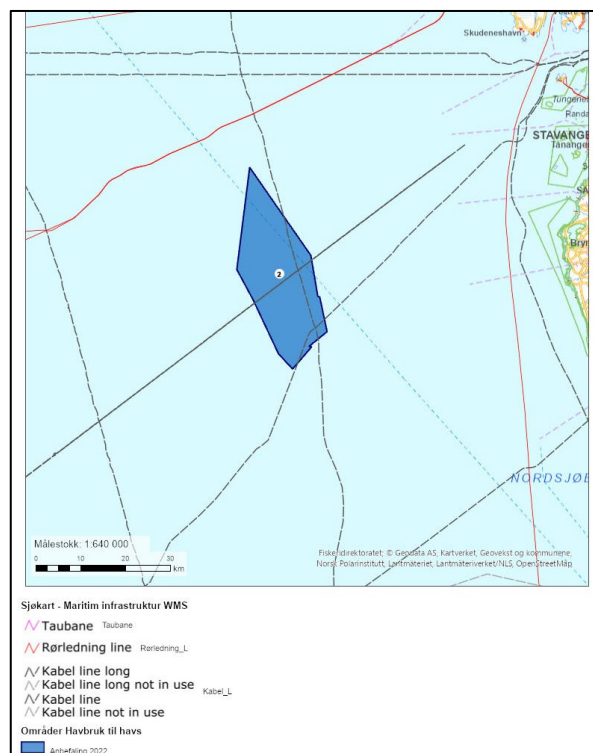 Skudeneshavn
Tungenes
Randa
STAVANGE
Tananger
SA
Bryn
2
NORDSJØE
Målestokk: 1:640 000
0 10 20 30
km
Fiskeridirektoratet, © Geodata AS, Kartverket, Geovekst og kommunene,
Norsk Polarinstitutt, Lantmäteriet, Lantmäteriverket/NLS, OpenStreetMap
Sjøkart - Maritim infrastruktur WMS
Taubane Taubane
Rørledning line Rørledning_L
Kabel line long
Kabel line long not in use
Kabel_L
Kabel line
Kabel line not in use
Områder Havbruk til havs
Anbefaling 2022